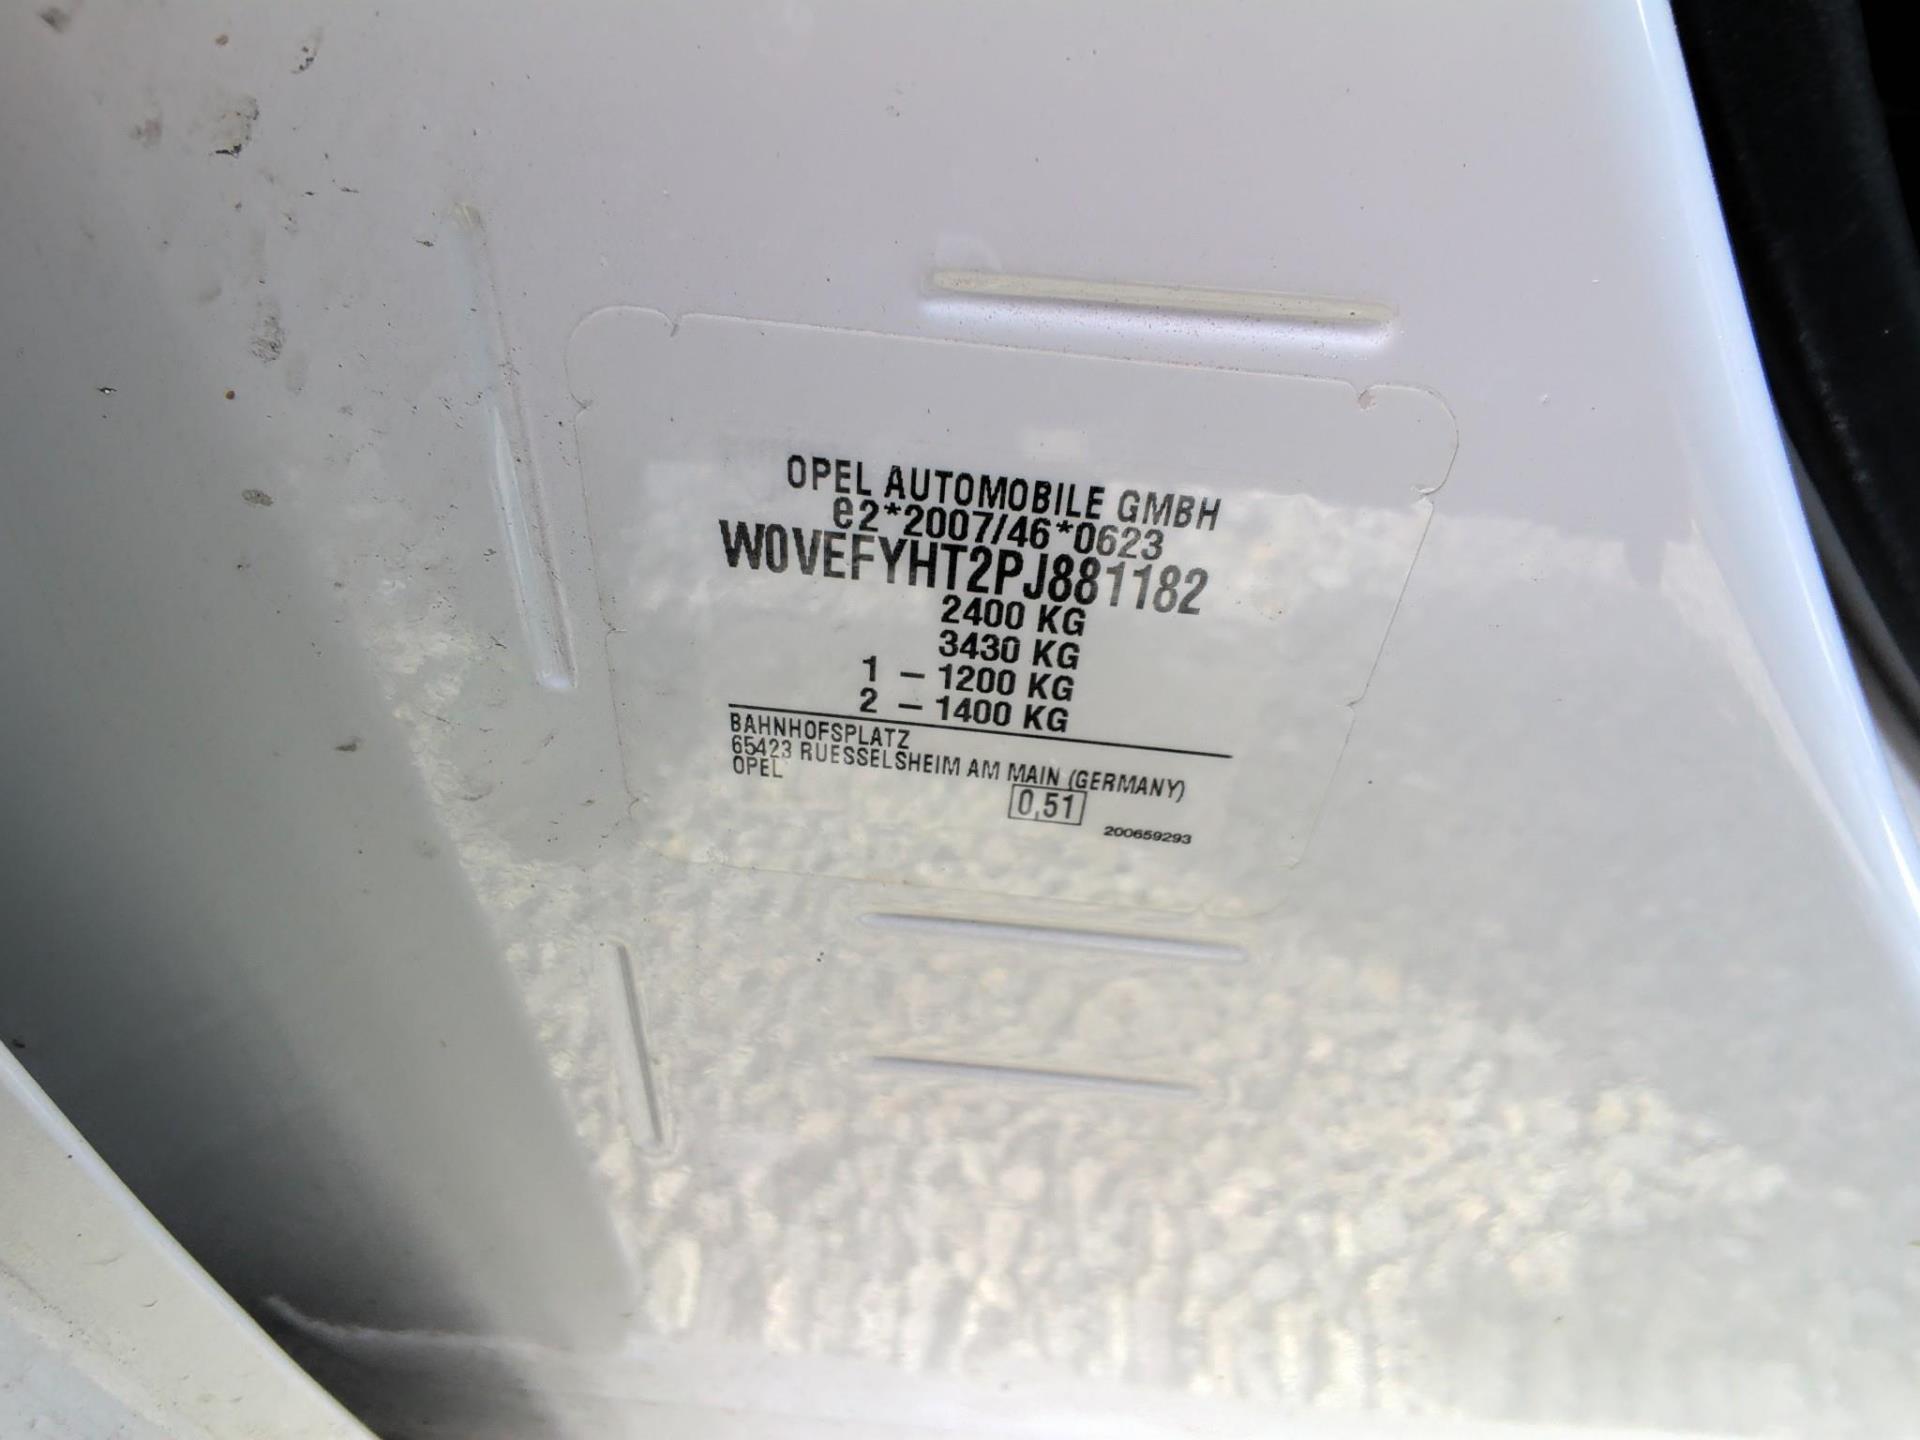 OPEL AUTOMOBILE GMBH
e2*2007/46*0623
W0VEFYHT2PJ881182
2400 KG
3430 KG
1 – 1200 KG
2 – 1400 KG
BAHNHOFSPLATZ
65423 RUESSELSHEIM AM MAIN (GERMANY)
OPEL
0,51
200659293